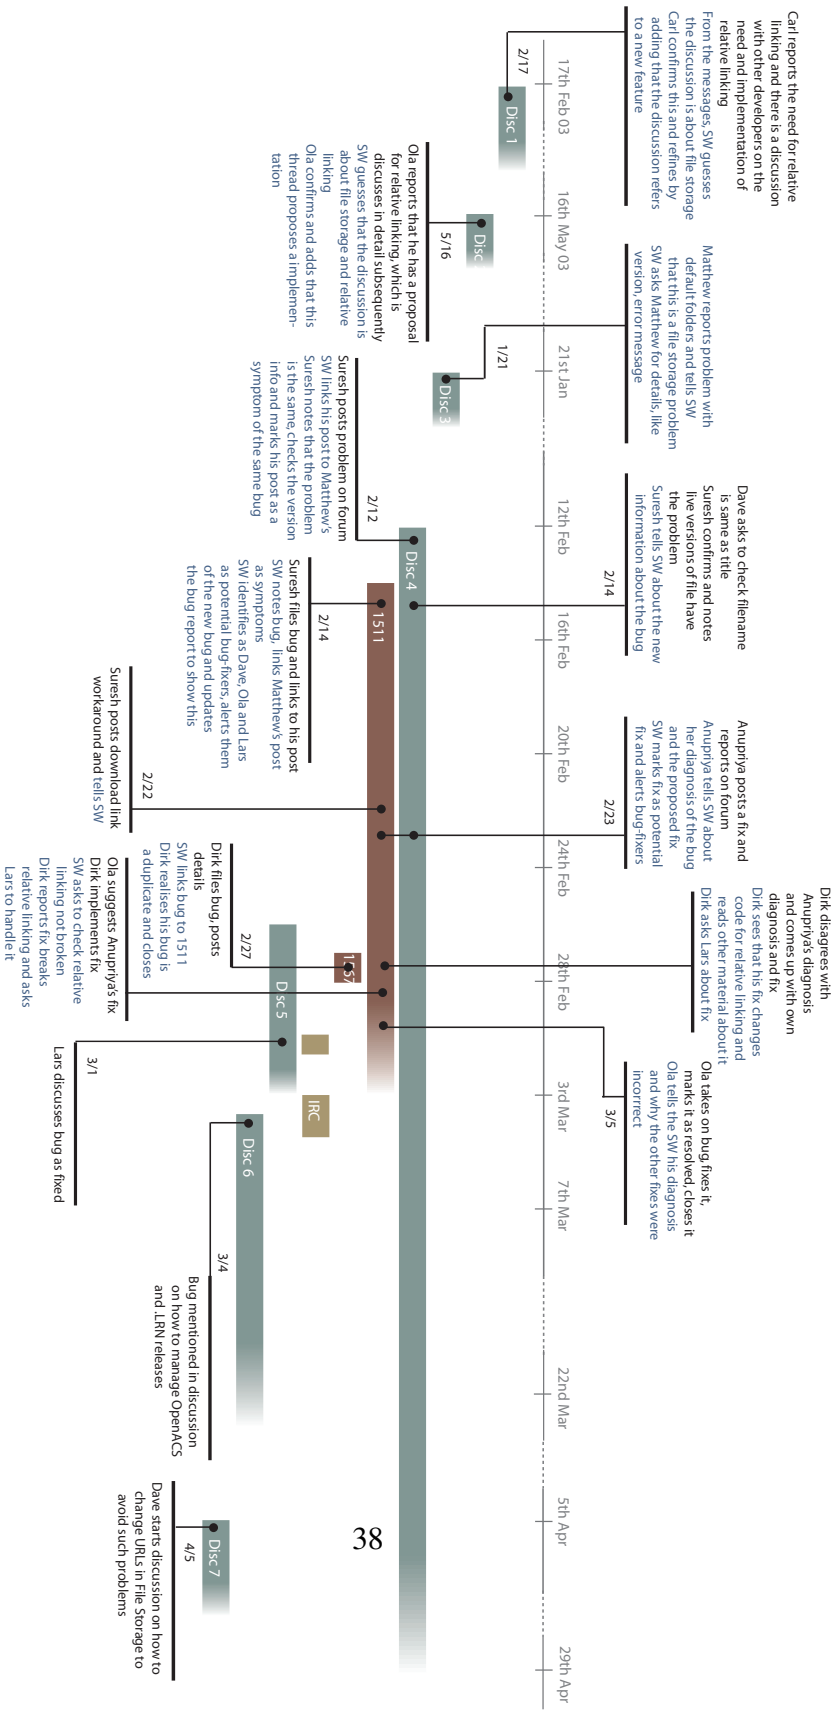 Carl reports the need for relative
linking and there is a discussion
with other developers on the
need and implementation of
relative linking
From the messages, SW guesses
the discussion is about file storage
Carl confirms this and refines by
adding that the discussion refers
to a new feature
2/17
Matthew reports problem with
default folders and tells SW
that this is a file storage problem
SW asks Matthew for details, like
version, error message
1/21
Dave asks to check filename
is same as title
Suresh confirms and notes
live versions of file have
the problem
Suresh tells SW about the new
information about the bug
2/14
Anupriya posts a fix and
reports on forum
Anupriya tells SW about
her diagnosis of the bug
and the proposed fix
SW marks fix as potential
fix and alerts bug-fixers
2/23
Dirk disagrees with
Anupriya's diagnosis
and comes up with own
diagnosis and fix
Dirk sees that his fix changes
code for relative linking and
reads other material about it
Dirk asks Lars about fix
Ola takes on bug, fixes it,
marks it as resolved, closes it
Ola tells the SW his diagnosis
and why the other fixes were
incorrrect
3/5
17th Feb 03
16th May 03
21st Jan
12th Feb
16th Feb
20th Feb
24th Feb
28th Feb
3rd Mar
7th Mar
22nd Mar
5th Apr
29th Apr
Disc 1
Disc
Disc 3
Disc 4
1511
1567
Disc 5
IRC
Disc 6
Disc 7
5/16
Ola reports that he has a proposal
for relative linking, which is
discusses in detail subsequently
SW guesses that the discussion is
about file storage and relative
linking
Ola confirms and adds that this
thread proposes a implemen-
tation
2/12
Suresh posts problem on forum
SW links his post to Matthew's
Suresh notes that the problem
is the same, checks the version
info and marks his post as a
symptom of the same bug
2/14
Suresh files bug and links to his post
SW notes bug, links Matthew's post
as symptoms
SW identifies as Dave, Ola and Lars
as potential bug-fixers, alerts them
of the new bug and updates
the bug report to show this
2/22
Suresh posts download link
workaround and tells SW
2/27
Dirk files bug, posts
details
SW links bug to 1511
Dirk realises his bug is
a duplicate and closes
Ola suggests Anupriya's fix
Dirk implements fix
SW asks to check relative
linking not broken
Dirk reports fix breaks
relative linking and asks
Lars to handle it
3/1
Lars discusses bug as fixed
3/4
Bug mentioned in discussion
on how to manage OpenACS
and .LRN releases
4/5
Dave starts discussion on how to
change URLs in File Storage to
avoid such problems
38